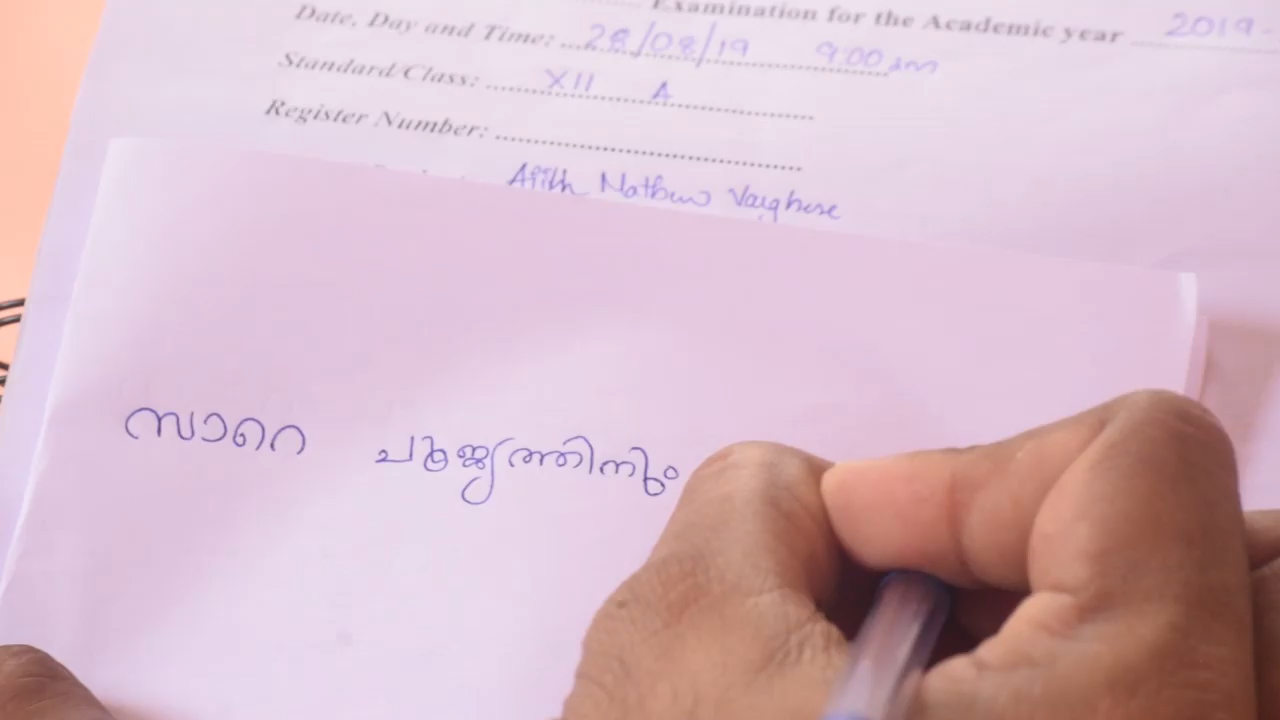 Examination for the Academic year 2019-
Date, Day and Time: 28/08/19 9:00 am
Standard/Class: XII A
Register Number:
Ajith Mathew Varghese
സാറെ പൂജ്യത്തിനും